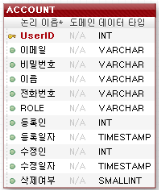 ACCOUNT
논리 이름* 도메인 데이터 타입
UserID N/A INT
이메일 N/A VARCHAR
비밀번호 N/A VARCHAR
이름 N/A VARCHAR
전화번호 N/A VARCHAR
ROLE N/A VARCHAR
등록인 N/A INT
등록일자 N/A TIMESTAMP
수정인 N/A INT
수정일자 N/A TIMESTAMP
삭제여부 N/A SMALLINT